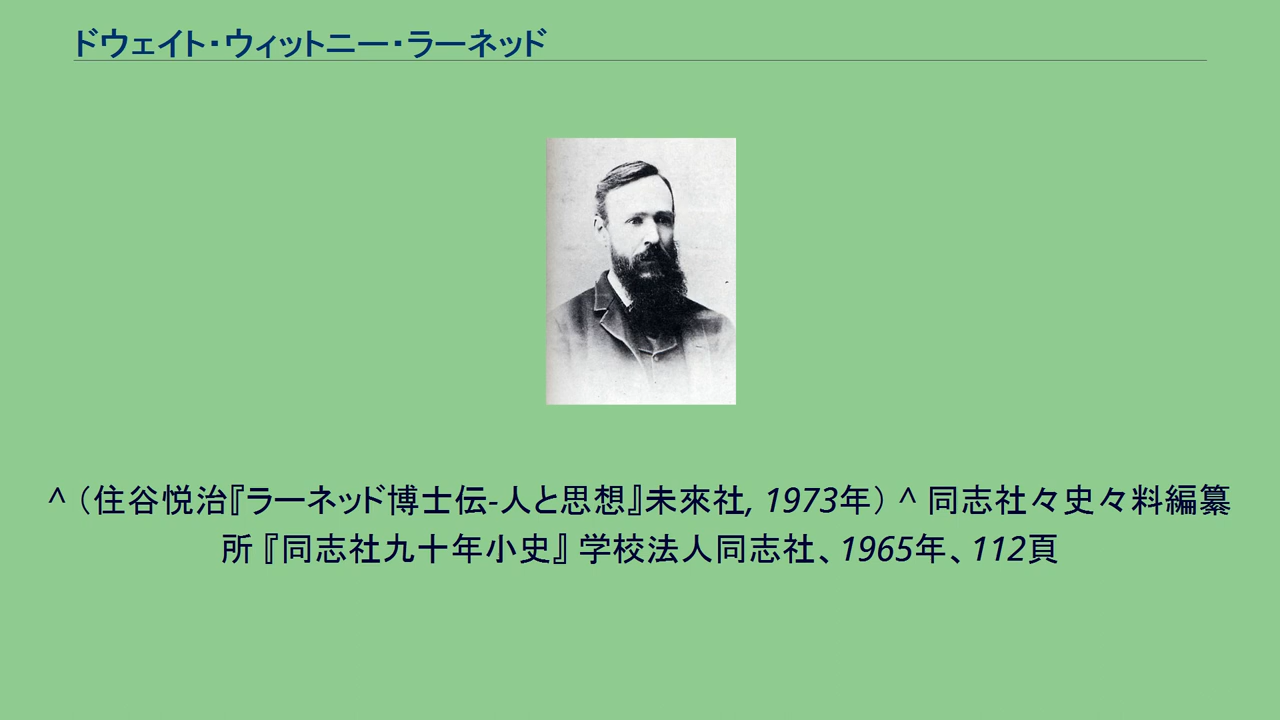 ドウェイト・ウィットニー・ラーネッド
^ （住谷悦治『ラーネッド博士伝-人と思想』未來社, 1973年） ^ 同志社々史々料編纂
所 『同志社九十年小史』 学校法人同志社、1965年、112頁